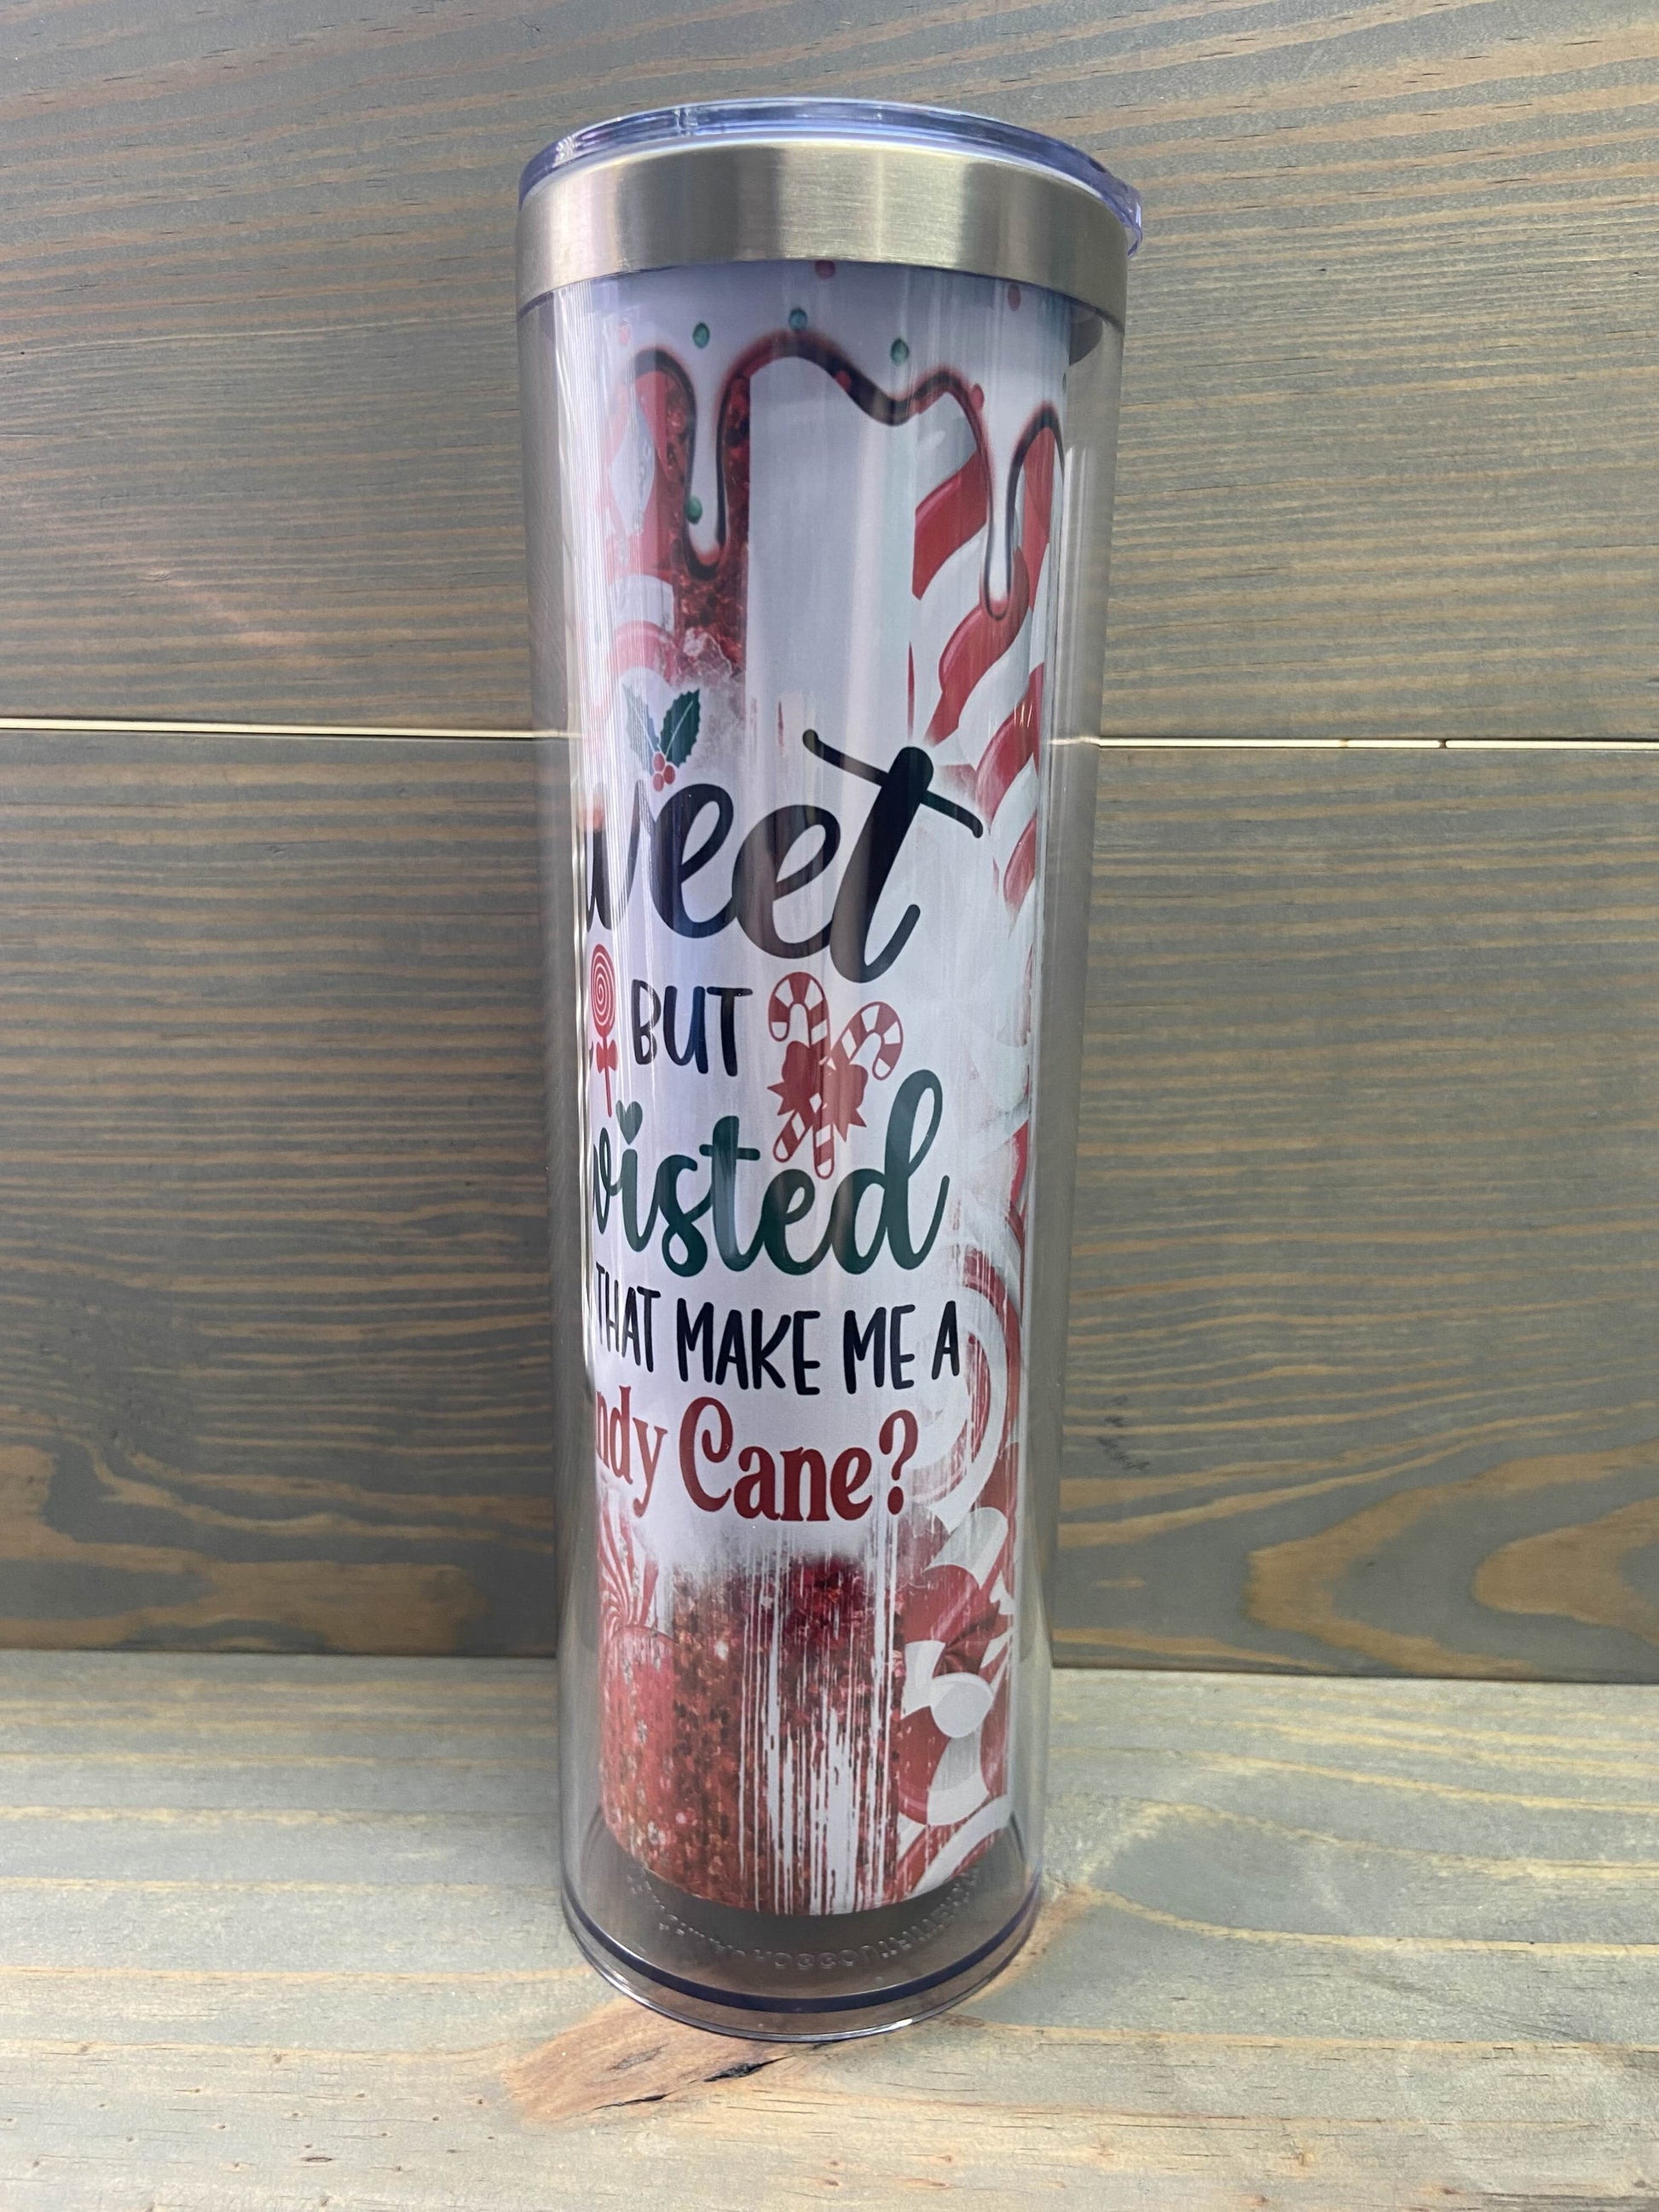 weet
BUT
wisted
THAT MAKE ME A
ndy Cane?